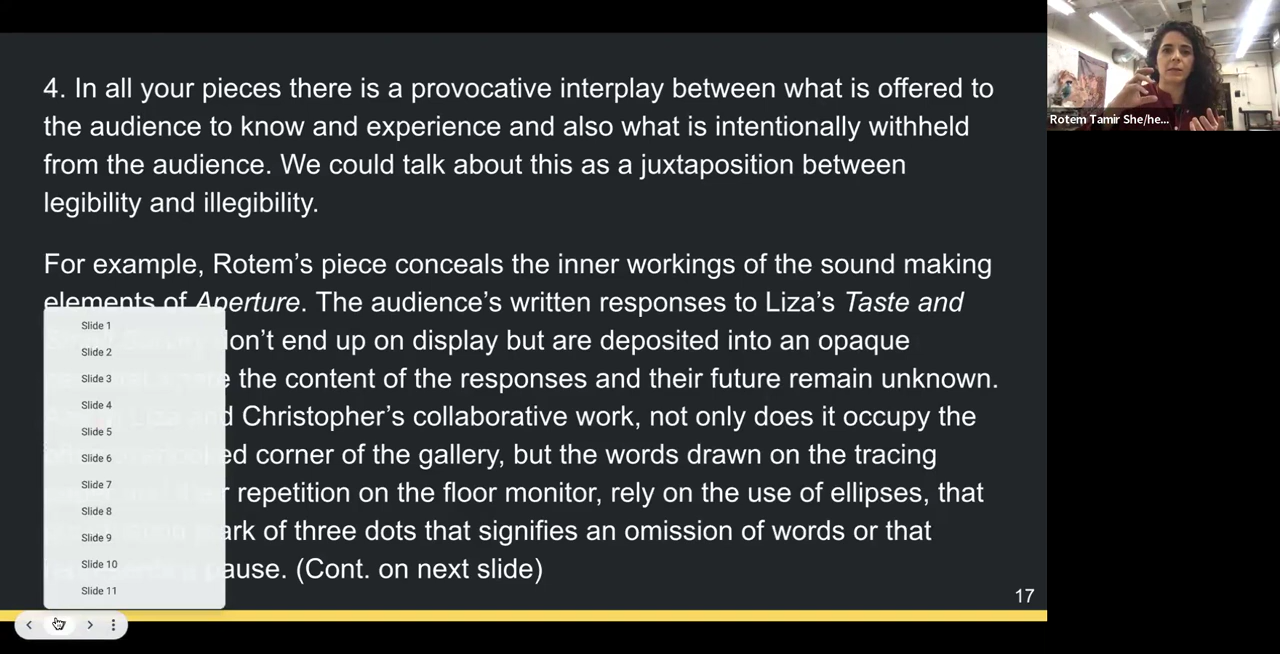 4. In all your pieces there is a provocative interplay between what is offered to
the audience to know and experience and also what is intentionally withheld
from the audience. We could talk about this as a juxtaposition between
legibility and illegibility.
For example, Rotem's piece conceals the inner workings of the sound making
elements of Aperture. The audience's written responses to Liza's Taste and
don't end up on display but are deposited into an opaque
the content of the responses and their future remain unknown.
and Christopher's collaborative work, not only does it occupy the
corner of the gallery, but the words drawn on the tracing
repetition on the floor monitor, rely on the use of ellipses, that
mark of three dots that signifies an omission of words or that
pause. (Cont. on next slide)
Slide 1
Slide 2
Slide 3
Slide 4
Slide 5
Slide 6
Slide 7
Slide 8
Slide 9
Slide 10
Slide 11
17
Rotem Tamir She/he...